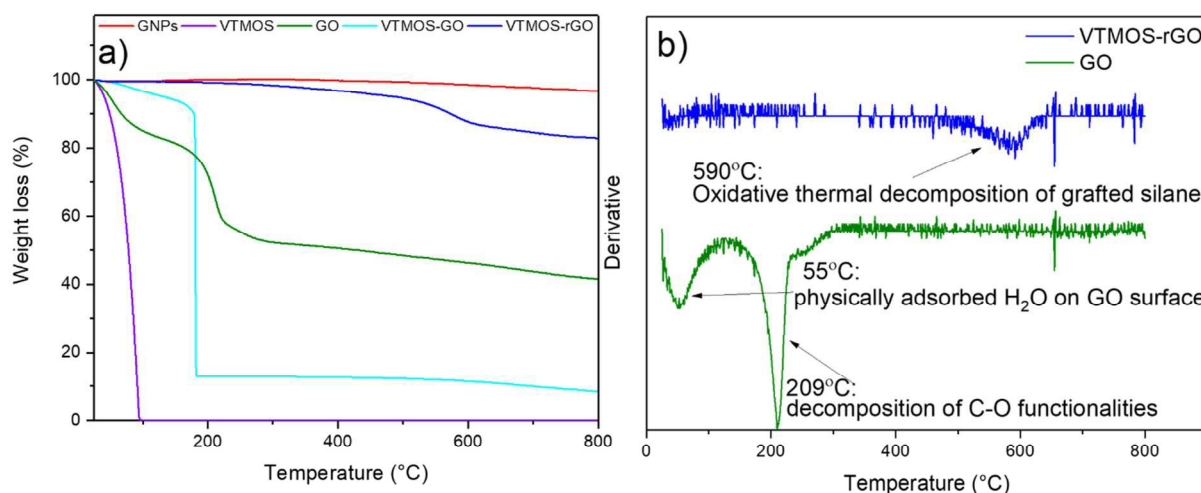 GNPs VTMOS GO VTMOS-GO VTMOS-rGO
a)
100
80
60
40
20
0
200 400 600 800
Weight loss (%)
Temperature (°C)
b)
VTMOS-rGO
GO
590°C:
Oxidative thermal decomposition of grafted silane
55°C:
physically adsorbed H₂O on GO surface
209°C:
decomposition of C-O functionalities
Derivative
0 200 400 600 800
Temperature (°C)